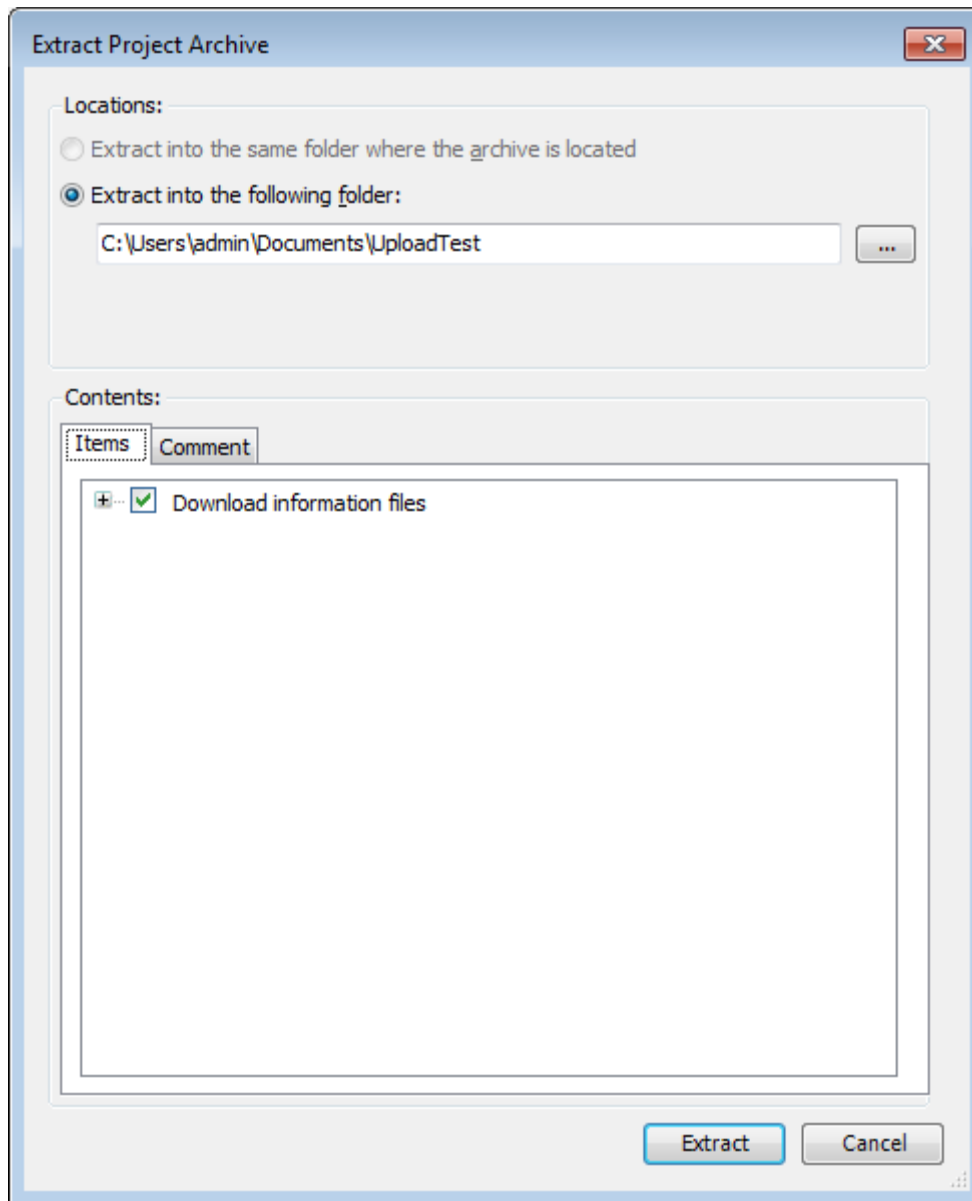 Extract Project Archive
Locations:
Extract into the same folder where the archive is located
Extract into the following folder:
C:\Users\admin\Documents\UploadTest
...
Contents:
Items Comment
Download information files
Extract Cancel